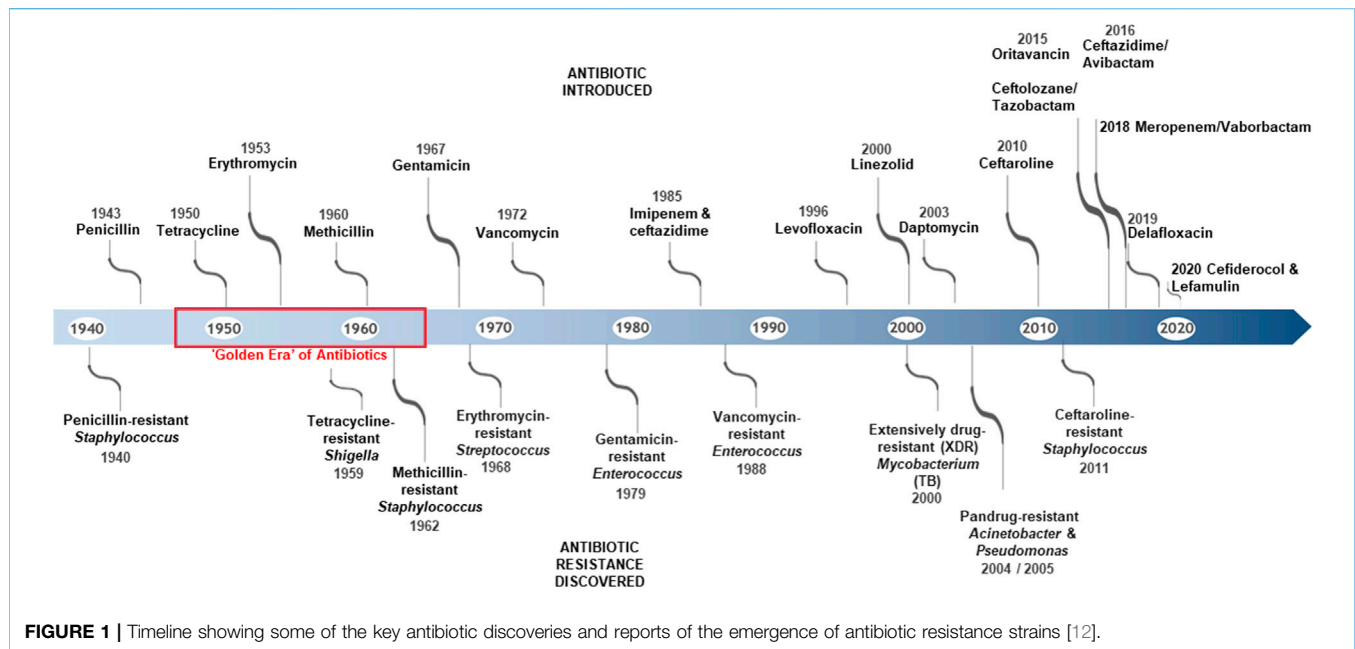 ANTIBIOTIC
INTRODUCED
1943
Penicillin
1950
Tetracycline
1953
Erythromycin
1960
Methicillin
1967
Gentamicin
1972
Vancomycin
1985
Imipenem &
ceftazidime
1996
Levofloxacin
2000
Linezolid
2003
Daptomycin
2010
Ceftaroline
2015
Oritavancin
Ceftolozane/
Tazobactam
2016
Ceftazidime/
Avibactam
2018 Meropenem/Vaborbactam
2019
Delafloxacin
2020 Cefiderocol &
Lefamulin
1940
1950
1960
1970
1980
1990
2000
2010
2020
'Golden Era' of Antibiotics
Penicillin-resistant
Staphylococcus
1940
Tetracycline-
resistant
Shigella
1959
Methicillin-
resistant
Staphylococcus
1962
Erythromycin-
resistant
Streptococcus
1968
Gentamicin-
resistant
Enterococcus
1979
Vancomycin-
resistant
Enterococcus
1988
Extensively drug-
resistant (XDR)
Mycobacterium
(TB)
2000
Pandrug-resistant
Acinetobacter &
Pseudomonas
2004 / 2005
Ceftaroline-
resistant
Staphylococcus
2011
ANTIBIOTIC
RESISTANCE
DISCOVERED
FIGURE 1 | Timeline showing some of the key antibiotic discoveries and reports of the emergence of antibiotic resistance strains [12].